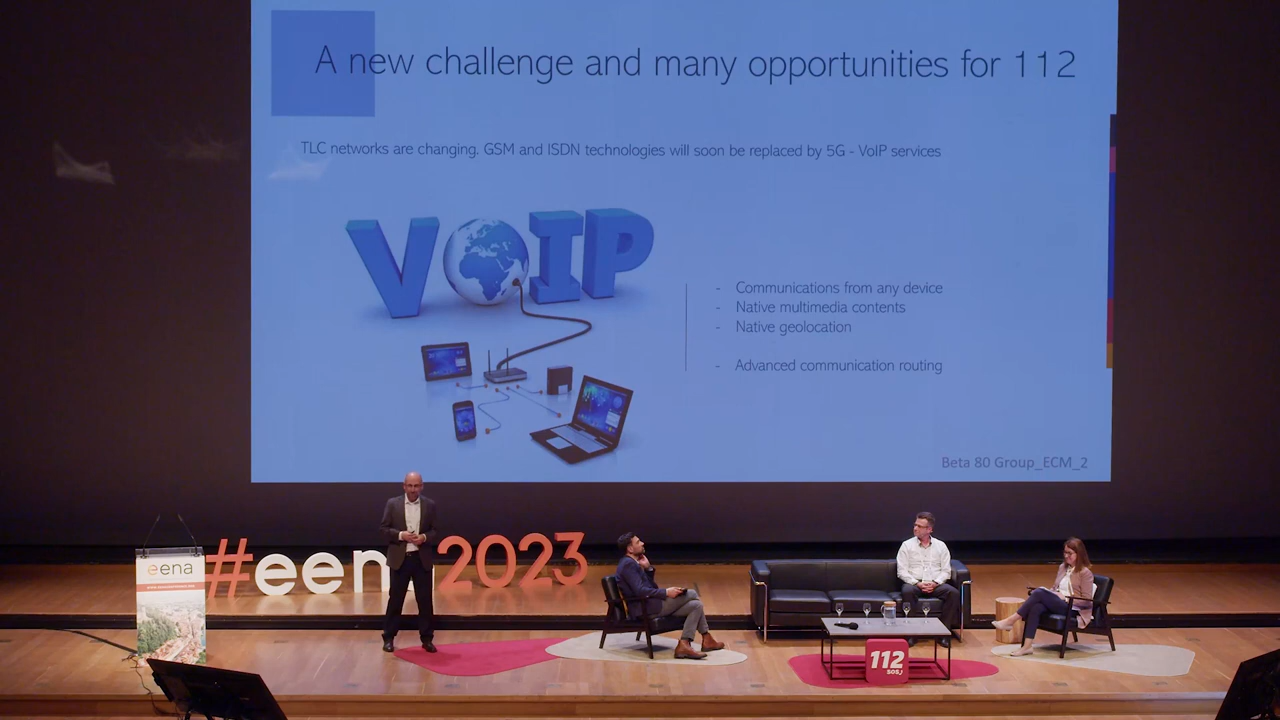 A new challenge and many opportunities for 112
TLC networks are changing. GSM and ISDN technologies will soon be replaced by 5G - VoIP services
VOIP
- Communications from any device
- Native multimedia contents
- Native geolocation
- Advanced communication routing
Beta 80 Group_ECM_2
#eena2023
eena
112
SOS